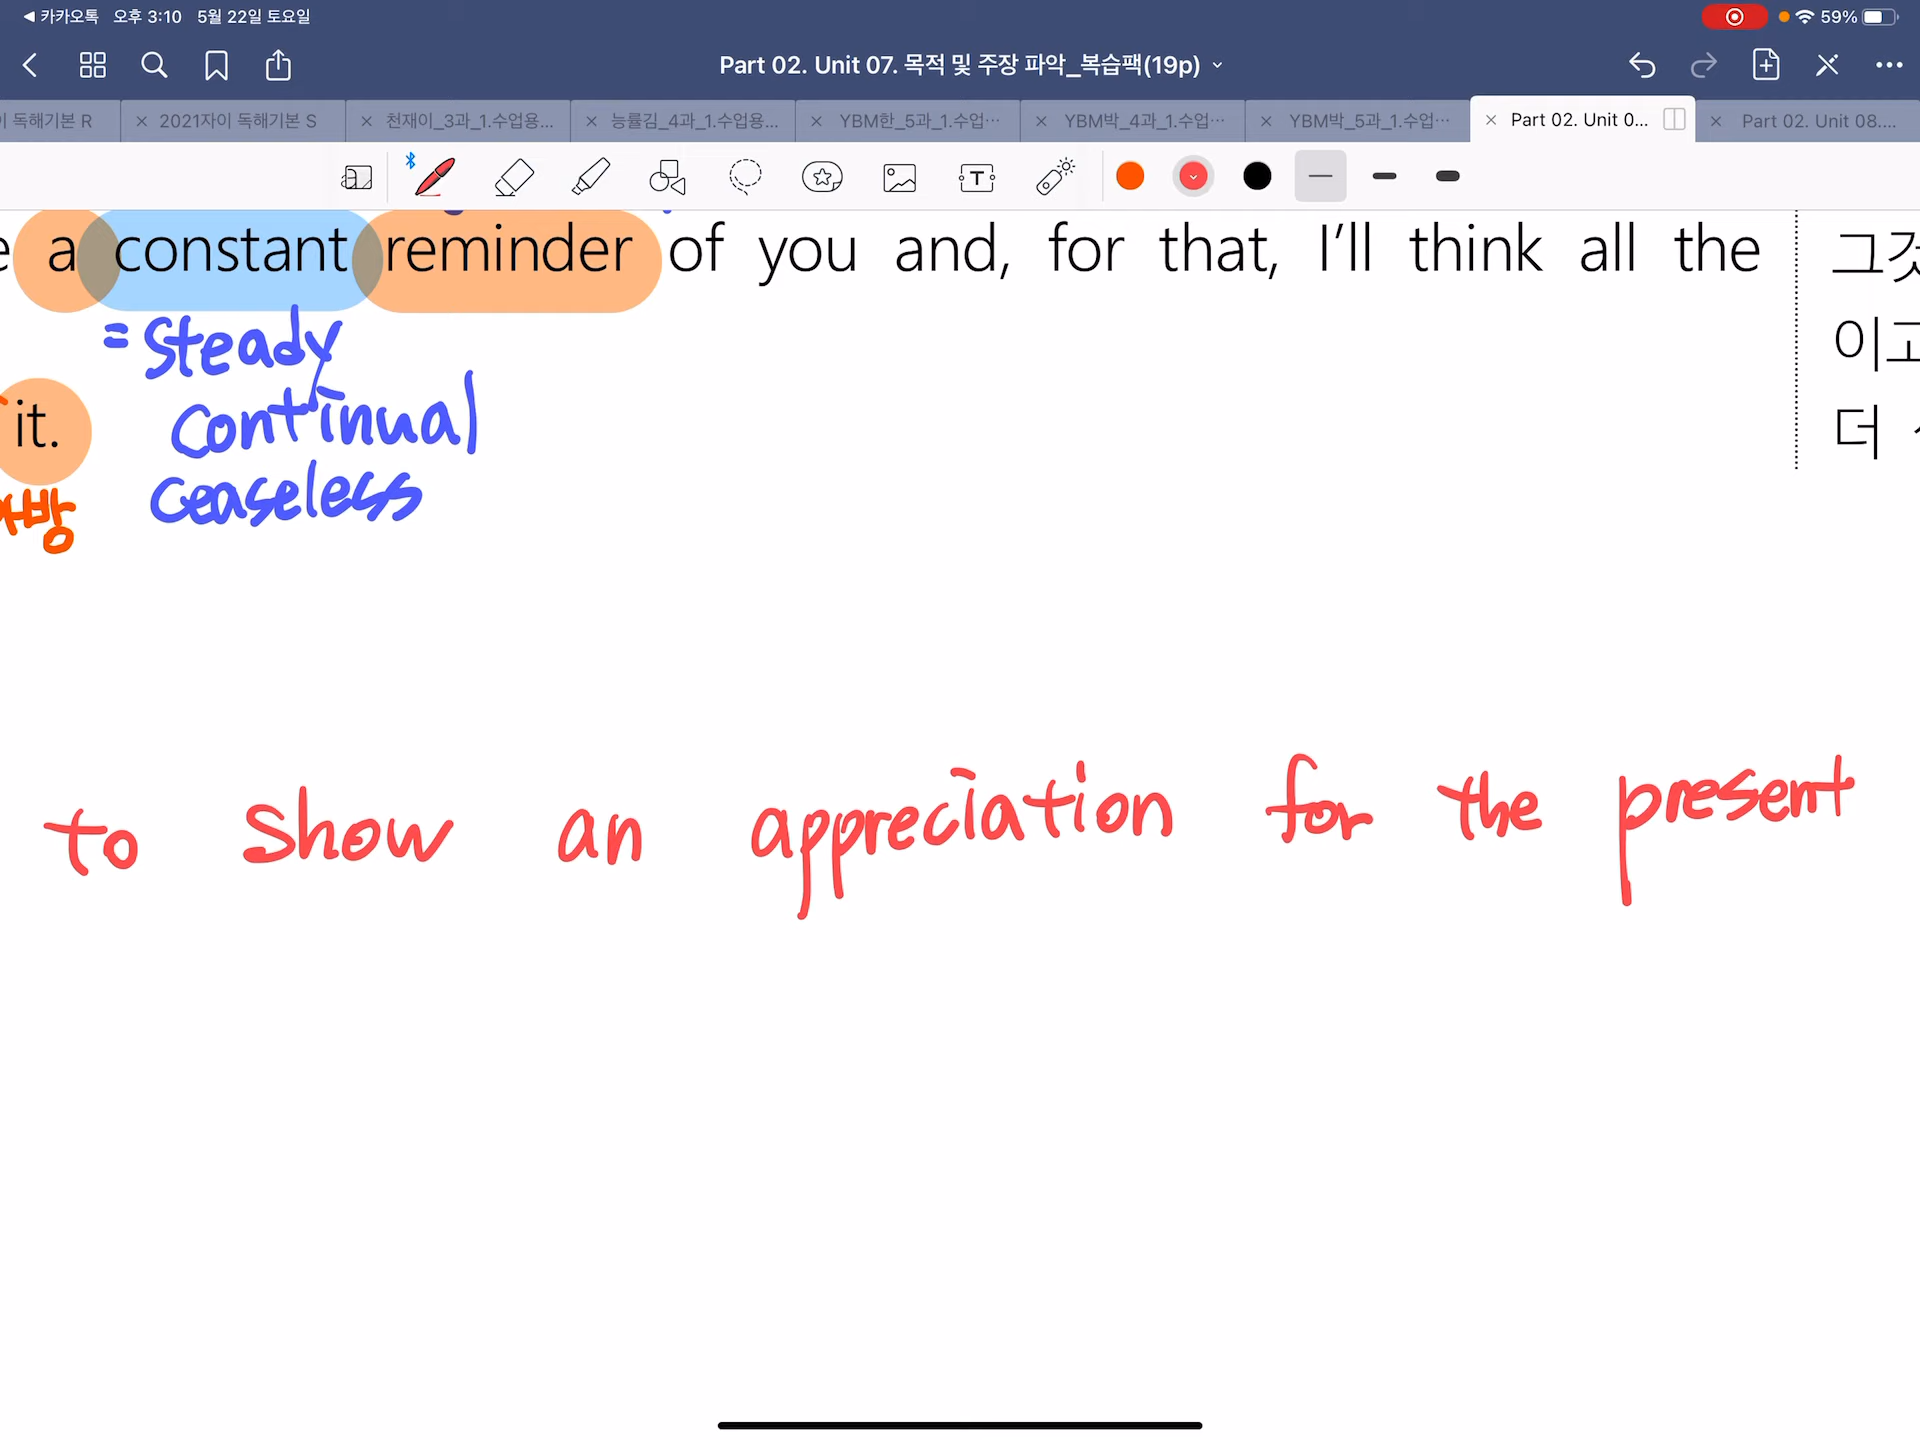 ◀ 카카오톡 오후 3:10 5월 22일 토요일 59%
Part 02. Unit 07. 목적 및 주장 파악_복습팩(19p)
이 독해기본 R × 2021자이 독해기본 S × 천재이_3과_1.수업용... × 능률김_4과_1.수업용... × YBM한_5과_1.수업... × YBM박_4과_1.수업... × YBM박_5과_1.수업... × Part 02. Unit 0... × Part 02. Unit 08....
a constant reminder of you and, for that, I'll think all the
= steady
continual
it.
ceaseless
이고
더
to show an appreciation for the present